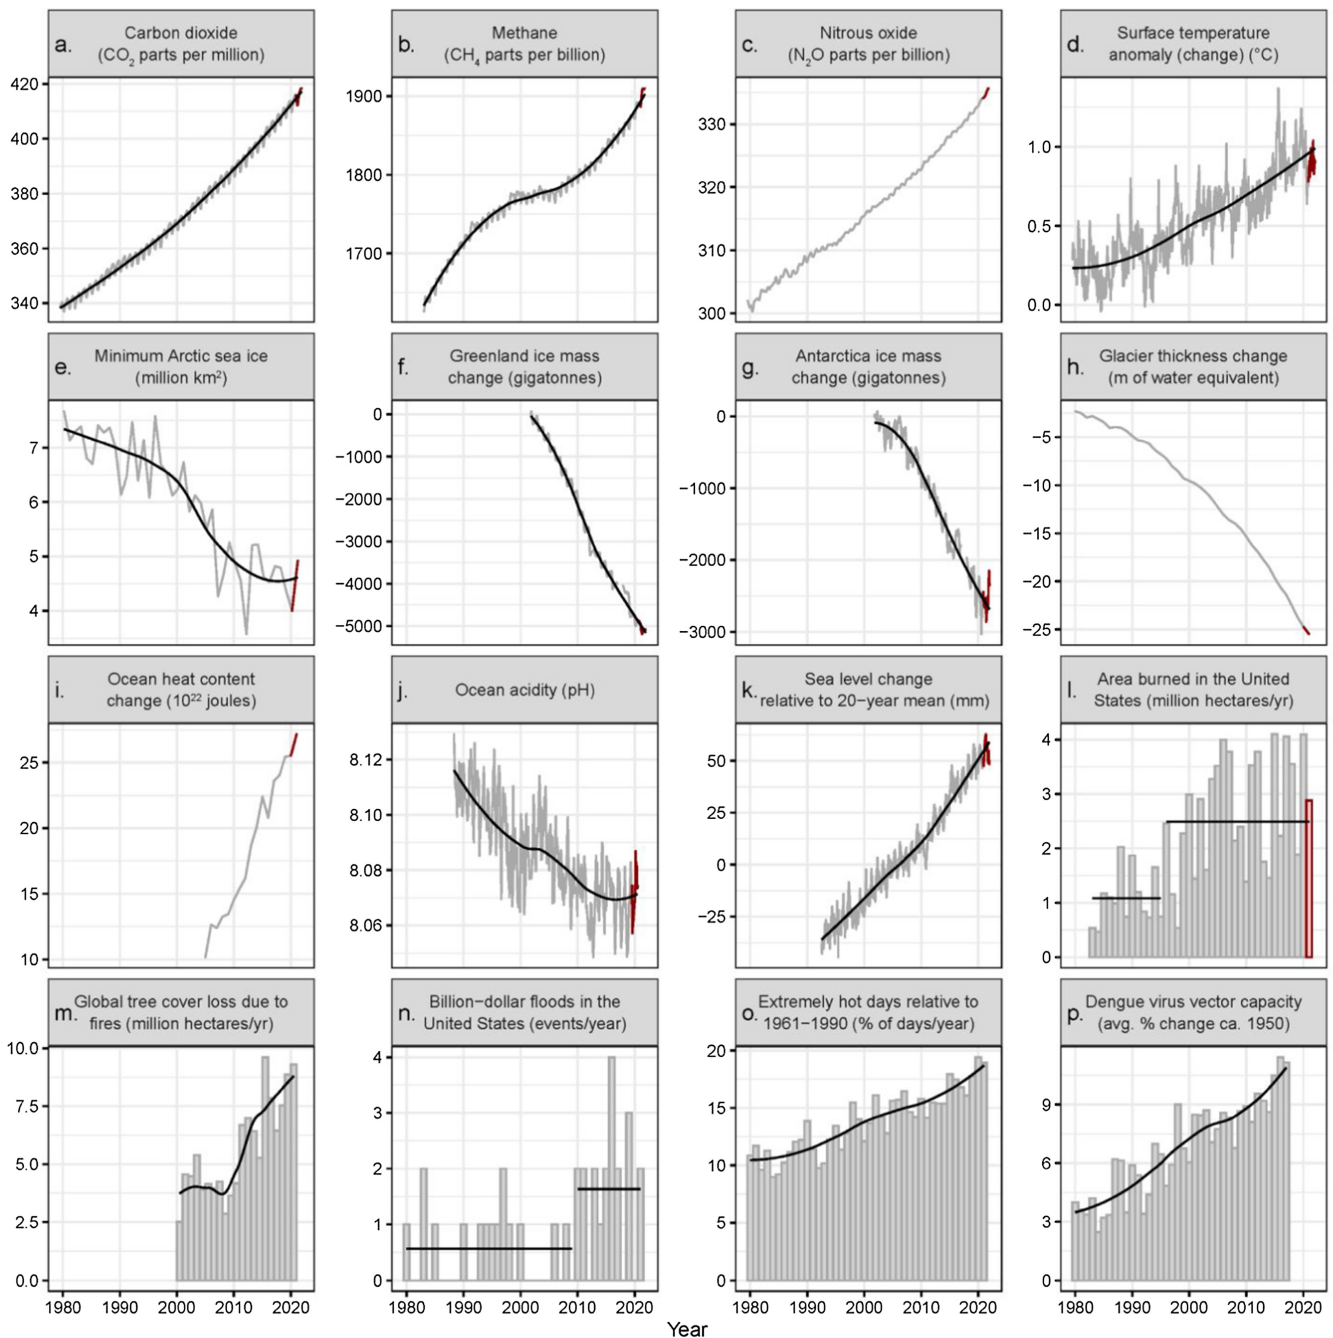 a.
Carbon dioxide
(CO₂ parts per million)
b.
Methane
(CH₄ parts per billion)
c.
Nitrous oxide
(N₂O parts per billion)
d.
Surface temperature
anomaly (change) (°C)
420
400
380
360
340
1900
1800
1700
330
320
310
300
1.0
0.5
0.0
e.
Minimum Arctic sea ice
(million km²)
f.
Greenland ice mass
change (gigatonnes)
g.
Antarctica ice mass
change (gigatonnes)
h.
Glacier thickness change
(m of water equivalent)
7
6
5
4
0
−1000
−2000
−3000
−4000
−5000
0
−1000
−2000
−3000
−5
−10
−15
−20
−25
i.
Ocean heat content
change (10²² joules)
j.
Ocean acidity (pH)
k.
Sea level change
relative to 20−year mean (mm)
l.
Area burned in the United
States (million hectares/yr)
25
20
15
10
8.12
8.10
8.08
8.06
50
25
0
−25
4
3
2
1
0
m.
Global tree cover loss due to
fires (million hectares/yr)
n.
Billion−dollar floods in the
United States (events/year)
o.
Extremely hot days relative to
1961−1990 (% of days/year)
p.
Dengue virus vector capacity
(avg. % change ca. 1950)
10.0
7.5
5.0
2.5
0.0
4
3
2
1
0
20
15
10
5
0
9
6
3
0
1980 1990 2000 2010 2020
1980 1990 2000 2010 2020
1980 1990 2000 2010 2020
1980 1990 2000 2010 2020
Year